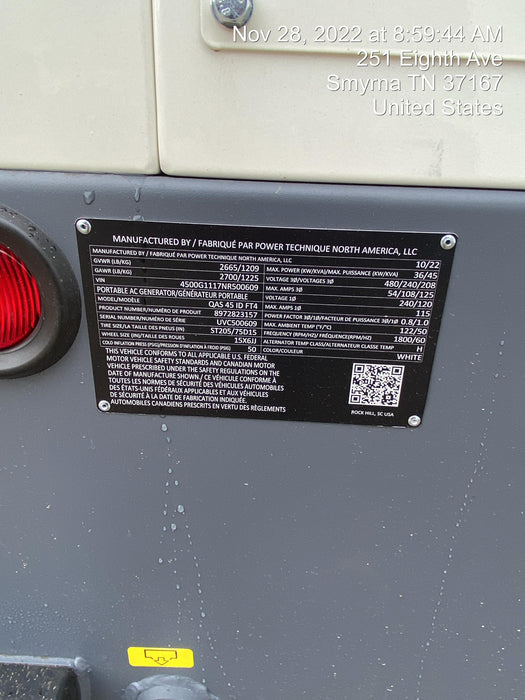 Nov 28, 2022 at 8:59:44 AM
251 Eighth Ave
Smyrna TN 37167
United States
MANUFACTURED BY / FABRIQUÉ PAR POWER TECHNIQUE NORTH AMERICA, LLC
MANUFACTURED BY / FABRIQUÉ PAR POWER TECHNIQUE NORTH AMERICA, LLC 10/22
GVWR (LB/KG) 2665/1209 MAX. POWER (KW/KVA)/MAX. PUISSANCE (KW/KVA) 36/45
GAWR (LB/KG) 2700/1225 VOLTAGE 3Ø/VOLTAGES 3Ø 480/240/208
VIN 4500G1117NR500609 MAX. AMPS 3Ø 54/108/125
PORTABLE AC GENERATOR/GÉNÉRATEUR PORTABLE VOLTAGE 1Ø 240/120
MODEL/MODÈLE QAS 45 ID FT4 MAX. AMPS 1Ø 115
PRODUCT NUMBER/NUMÉRO DE PRODUIT 8972823157 POWER FACTOR 3Ø/1Ø/FACTEUR DE PUISSANCE 3Ø/1Ø 0.8/1.0
SERIAL NUMBER/NUMÉRO DE SÉRIE UVC500609 MAX. AMBIENT TEMP (°F/°C) 122/50
TIRE SIZE/LA TAILLE DES PNEUS (IN) ST205/75D15 FREQUENCY (RPM/HZ)/ FRÉQUENCE(RPM/HZ) 1800/60
WHEEL SIZE (IN)/LA TAILLE DES ROUES 15X6JJ ALTERNATOR TEMP CLASS/ALTERNATEUR CLASSE TEMP H
COLD INFLATION PRESS (PSI)/PRESSION D'INFLATION À FROID (PSIG) 50 COLOR/COULEUR WHITE
THIS VEHICLE CONFORMS TO ALL APPLICABLE U.S. FEDERAL
MOTOR VEHICLE SAFETY STANDARDS AND CANADIAN MOTOR
VEHICLE PRESCRIBED UNDER THE SAFETY REGULATIONS ON THE
DATE OF MANUFACTURE SHOWN / CE VÉHICULE CONFORME À
TOUTES LES NORMES DE SÉCURITÉ DES VÉHICULES AUTOMOBILES
DES ÉTATS-UNIS FÉDÉRAUX APPLICABLES ET AUX VÉHICULES
DE SÉCURITÉ À LA DATE DE FABRICATION INDIQUÉE.
AUTOMOBILES CANADIENS PRESCRITS EN VERTU DES RÈGLEMENTS
ROCK HILL, SC USA